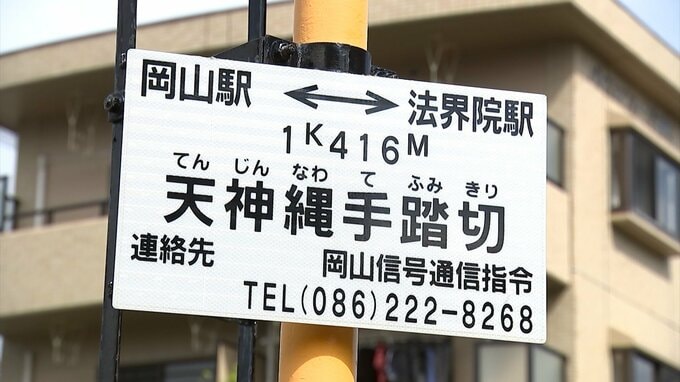 岡山駅 ↔ 法界院駅
1K416M
てん じん なわ て ふみ きり
天神縄手踏切
連絡先 岡山信号通信指令
TEL(086)222-8268